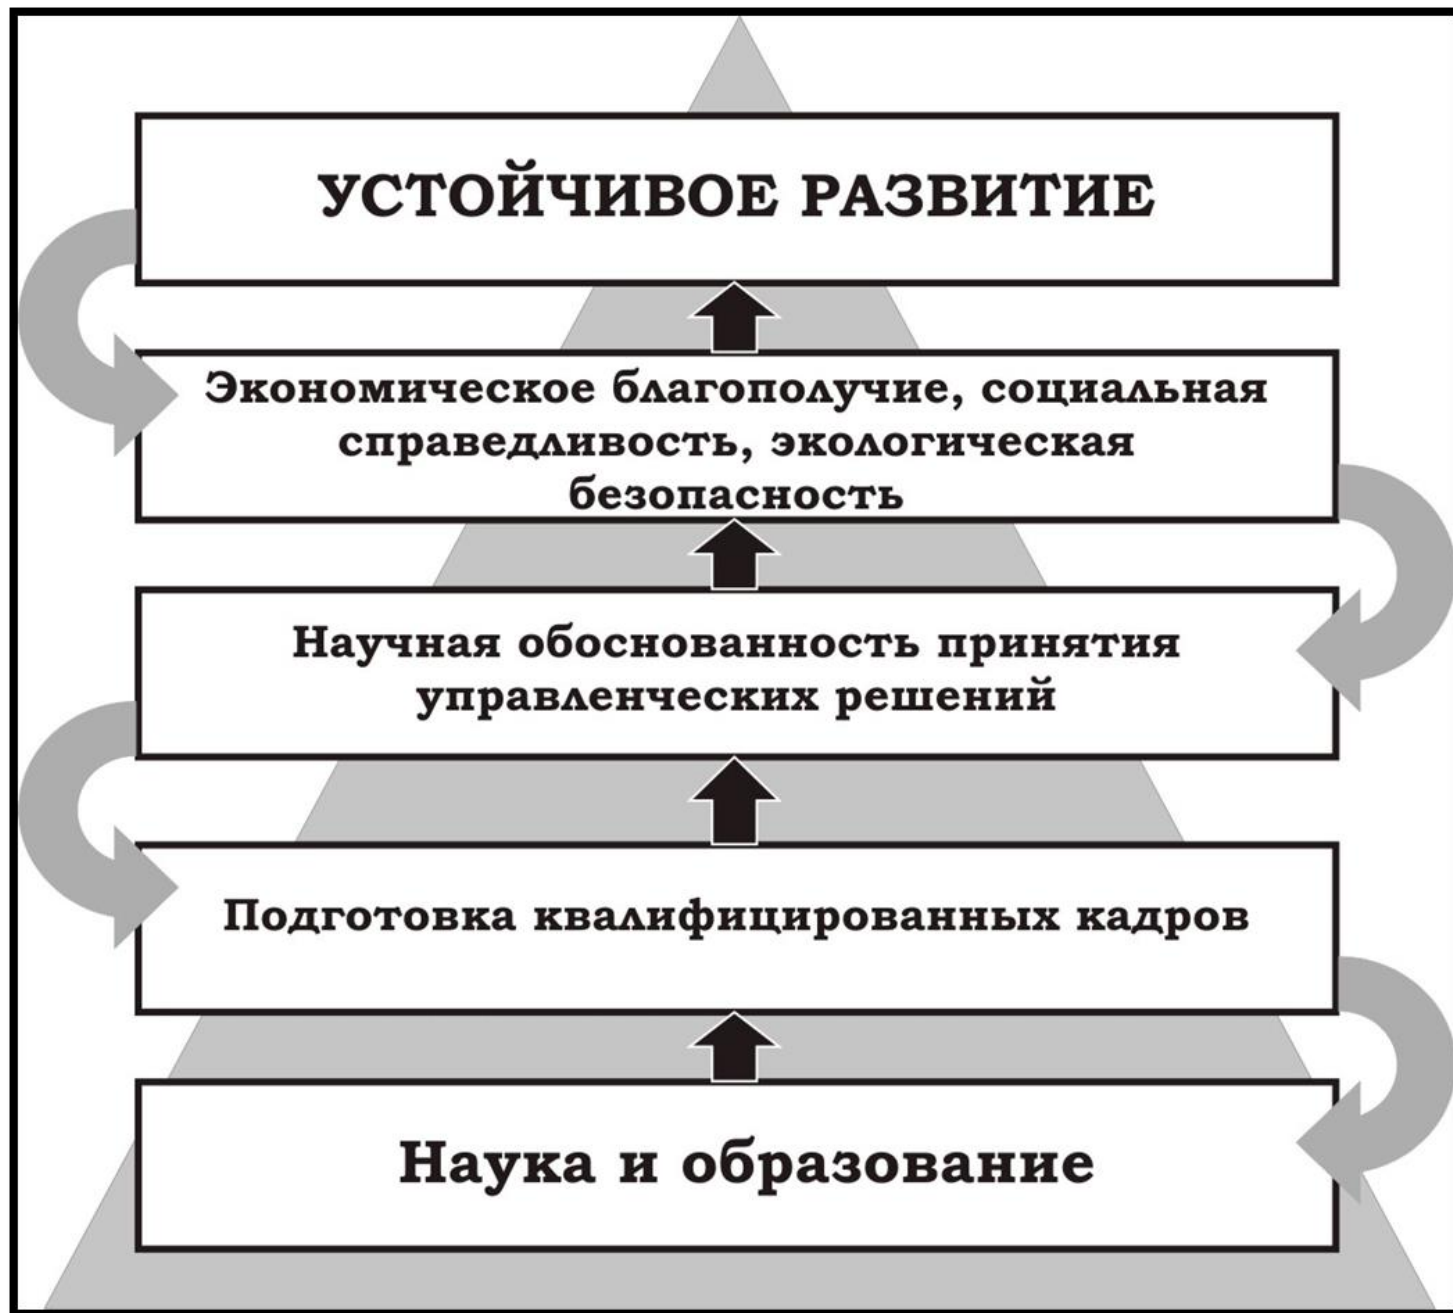 УСТОЙЧИВОЕ РАЗВИТИЕ
Экономическое благополучие, социальная
справедливость, экологическая
безопасность
Научная обоснованность принятия
управленческих решений
Подготовка квалифицированных кадров
Наука и образование